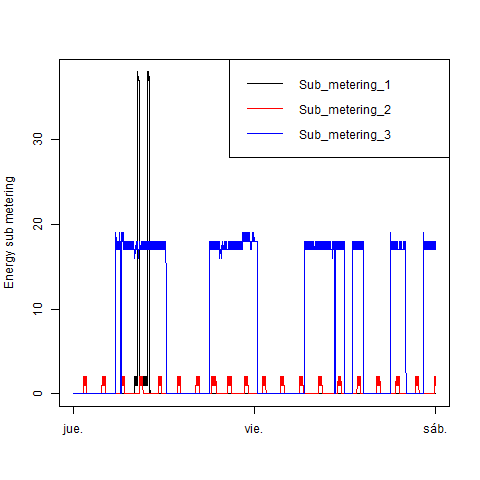 Sub_metering_1
Sub_metering_2
Sub_metering_3
Energy sub metering
30
20
10
0
jue.
vie.
sáb.